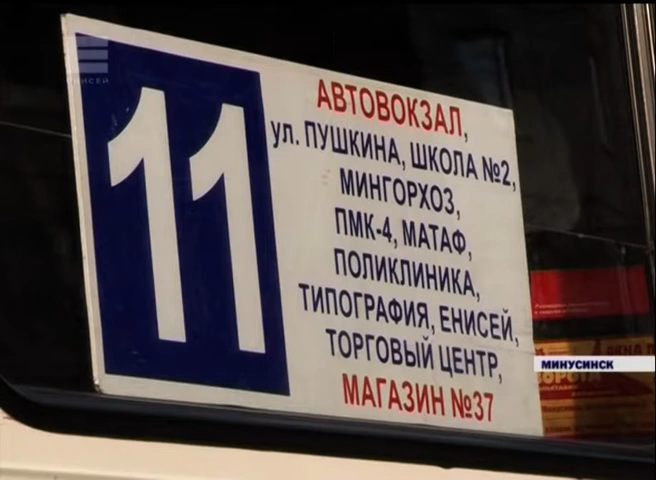 ЕНИСЕЙ
11
АВТОВОКЗАЛ,
ул. ПУШКИНА, ШКОЛА №2,
МИНГОРХОЗ,
ПМК-4, МАТАФ,
ПОЛИКЛИНИКА,
ТИПОГРАФИЯ, ЕНИСЕЙ,
ТОРГОВЫЙ ЦЕНТР,
МАГАЗИН №37
МИНУСИНСК